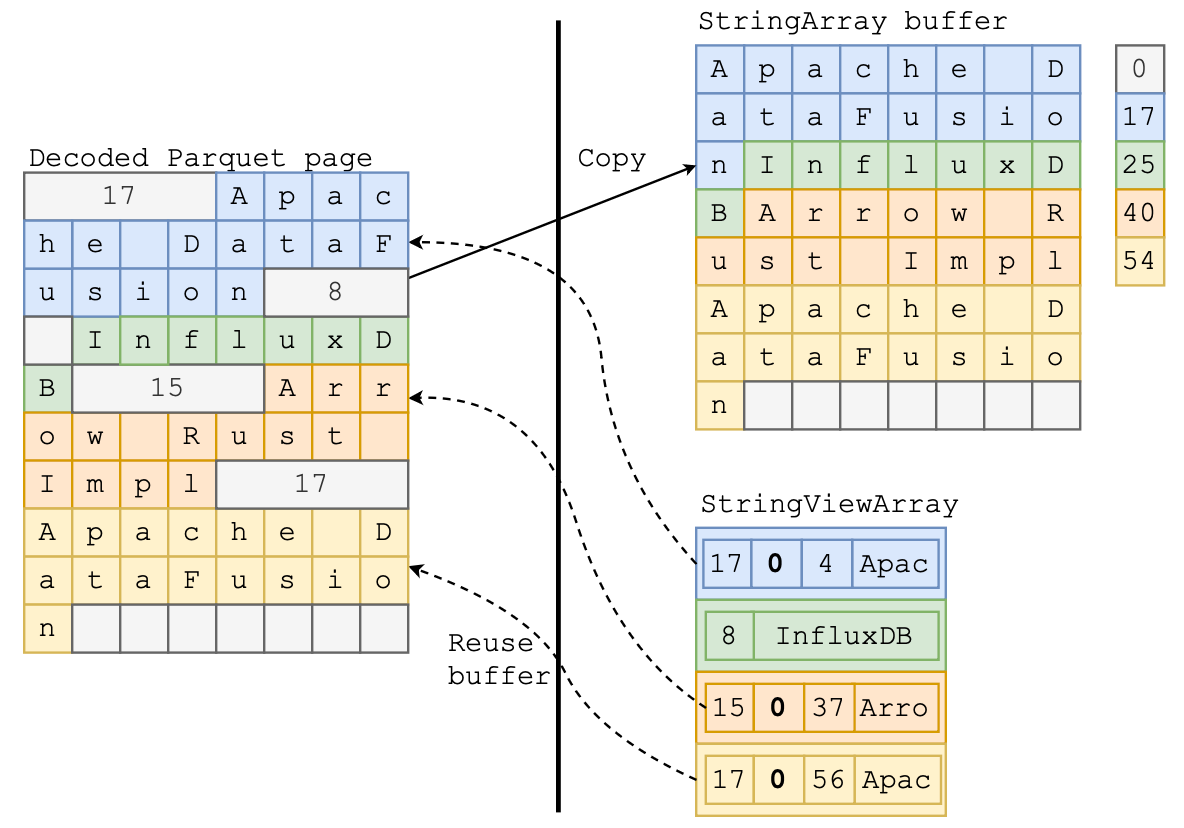 Decoded Parquet page
17 A p a c
h e D a t a F
u s i o n 8
I n f l u x D
B 15 A r r
o w R u s t
I m p l 17
A p a c h e D
a t a F u s i o
n
Copy
Reuse
buffer
StringArray buffer
A p a c h e D
a t a F u s i o
n I n f l u x D
B A r r o w R
u s t I m p l
A p a c h e D
a t a F u s i o
n
0
17
25
40
54
StringViewArray
17 0 4 Apac
8 InfluxDB
15 0 37 Arro
17 0 56 Apac